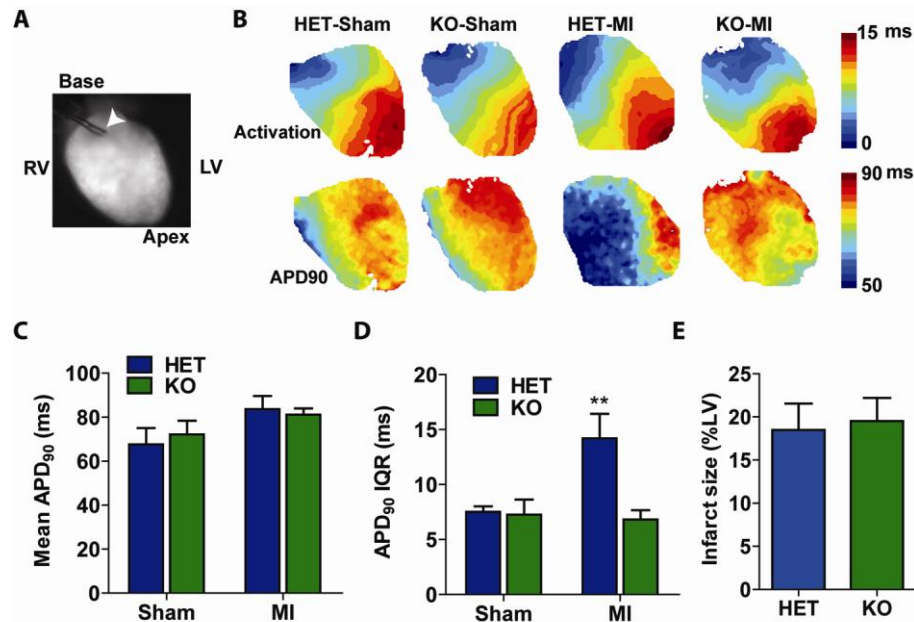 A
Base
RV
LV
Apex
B
HET-Sham
KO-Sham
HET-MI
KO-MI
Activation
15 ms
0
APD90
90 ms
50
C
HET
KO
Mean APD90 (ms)
100
80
60
40
20
0
Sham
MI
D
HET
KO
APD90 IQR (ms)
20
15
10
5
0
**
Sham
MI
E
Infarct size (%LV)
25
20
15
10
5
0
HET
KO